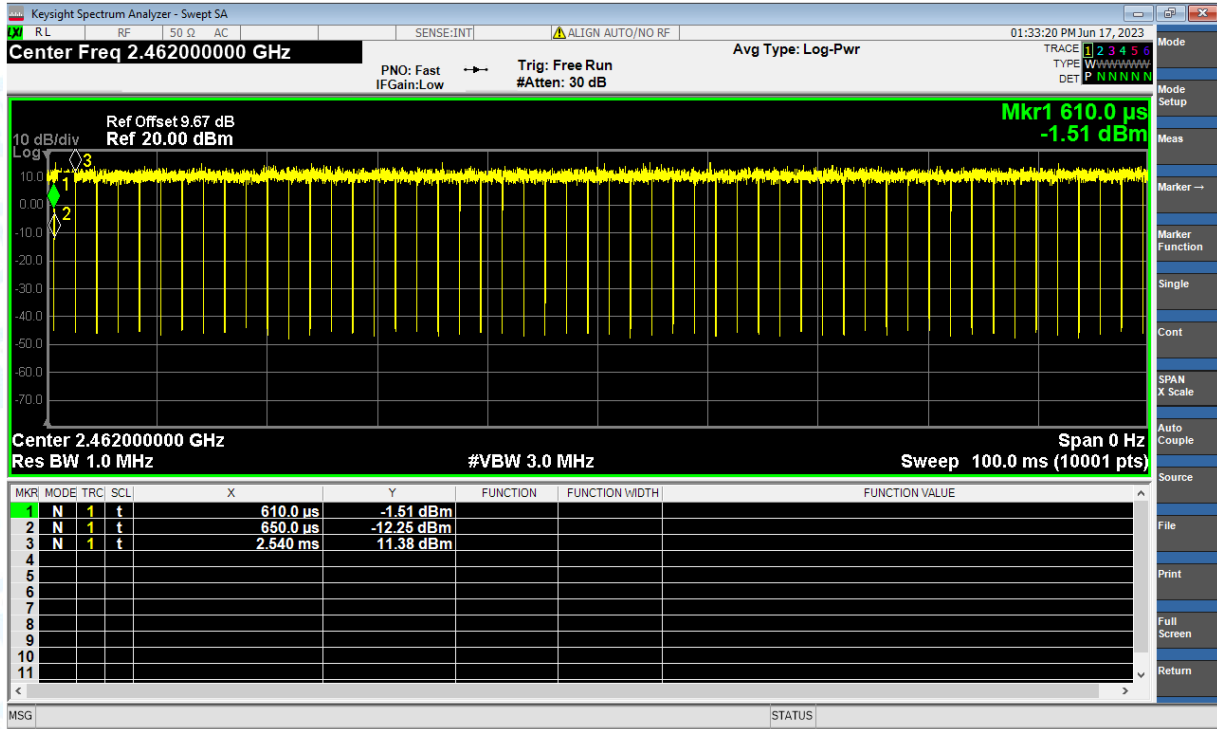 Keysight Spectrum Analyzer - Swept SA
LXI RL RF 50 Ω AC SENSE:INT ALIGN AUTO/NO RF 01:33:20 PM Jun 17, 2023
Center Freq 2.462000000 GHz
PNO: Fast
IFGain:Low
Trig: Free Run
#Atten: 30 dB
Avg Type: Log-Pwr
TRACE 1 2 3 4 5 6
TYPE WWWWWW
DET P N N N N N
Mkr1 610.0 µs
-1.51 dBm
Ref Offset 9.67 dB
10 dB/div Ref 20.00 dBm
Log
10.0
0.00
-10.0
-20.0
-30.0
-40.0
-50.0
-60.0
-70.0
1
2
3
Center 2.462000000 GHz Span 0 Hz
Res BW 1.0 MHz #VBW 3.0 MHz Sweep 100.0 ms (10001 pts)
MKR MODE TRC SCL X Y FUNCTION FUNCTION WIDTH FUNCTION VALUE
1 N 1 t 610.0 µs -1.51 dBm
2 N 1 t 650.0 µs -12.25 dBm
3 N 1 t 2.540 ms 11.38 dBm
4
5
6
7
8
9
10
11
MSG STATUS
Mode
Mode
Setup
Meas
Marker →
Marker
Function
Single
Cont
SPAN
X Scale
Auto
Couple
Source
File
Print
Full
Screen
Return